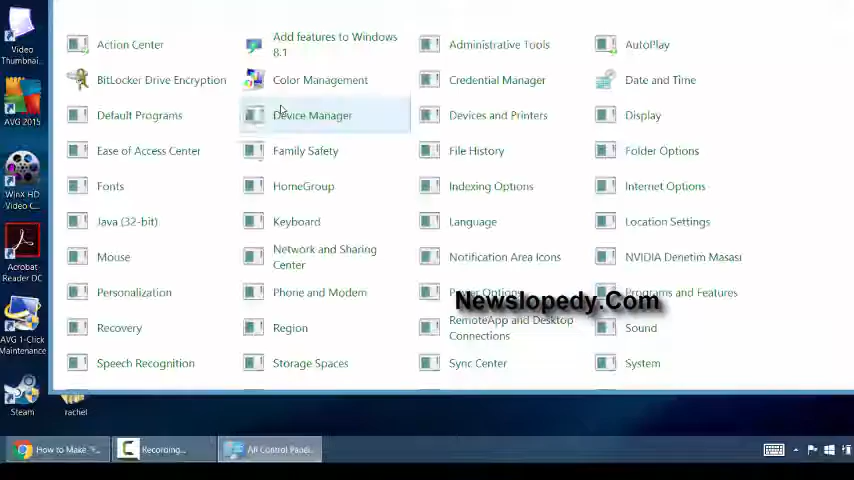 Action Center
Add features to Windows
8.1
Administrative Tools
AutoPlay
BitLocker Drive Encryption
Color Management
Credential Manager
Date and Time
Default Programs
Device Manager
Devices and Printers
Display
Ease of Access Center
Family Safety
File History
Folder Options
Fonts
HomeGroup
Indexing Options
Internet Options
Java (32-bit)
Keyboard
Language
Location Settings
Mouse
Network and Sharing
Center
Notification Area Icons
NVIDIA Denetim Masası
Personalization
Phone and Modem
Power Options
Programs and Features
Newslopedy.Com
Recovery
Region
RemoteApp and Desktop
Connections
Sound
Speech Recognition
Storage Spaces
Sync Center
System
Video
Thumbnai...
AVG 2015
WinX HD
Video C...
Acrobat
Reader DC
AVG 1-Click
Maintenance
Steam
rachel
How to Make
Recording...
All Control Panel...